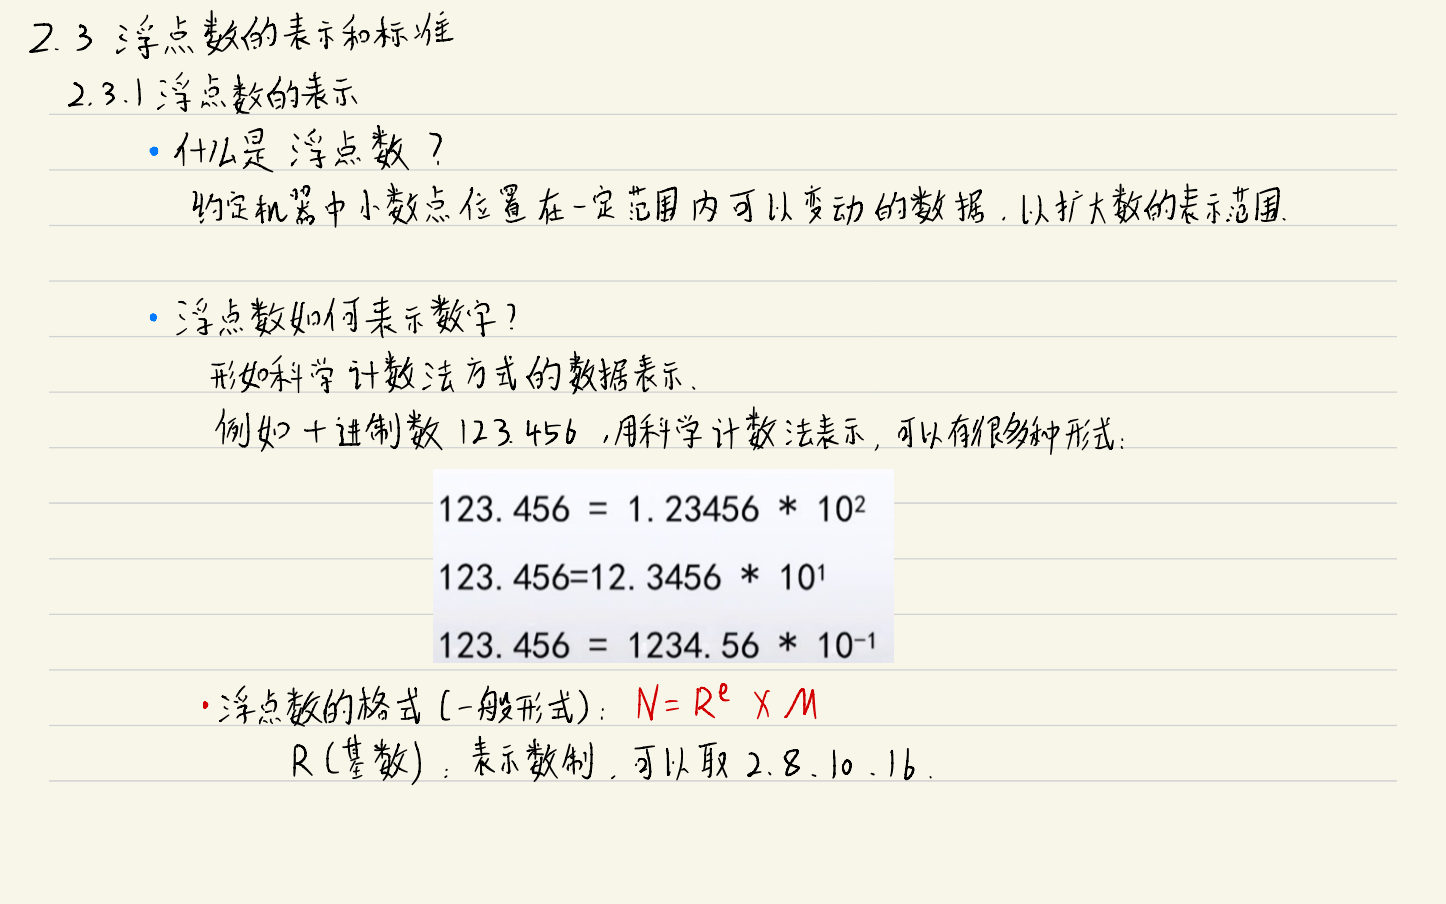 2.3 浮点数的表示和标准
2.3.1 浮点数的表示
• 什么是浮点数？
约定机器中小数点位置在一定范围内可以变动的数据，以扩大数的表示范围.
• 浮点数如何表示数字？
形如科学计数法方式的数据表示、
例如十进制数 123.456，用科学计数法表示，可以有很多种形式：
123.456 = 1.23456 * 10²
123.456=12.3456 * 10¹
123.456 = 1234.56 * 10⁻¹
• 浮点数的格式（一般形式）： N = Rᵉ × M
R（基数）：表示数制，可以取 2、8、10、16.